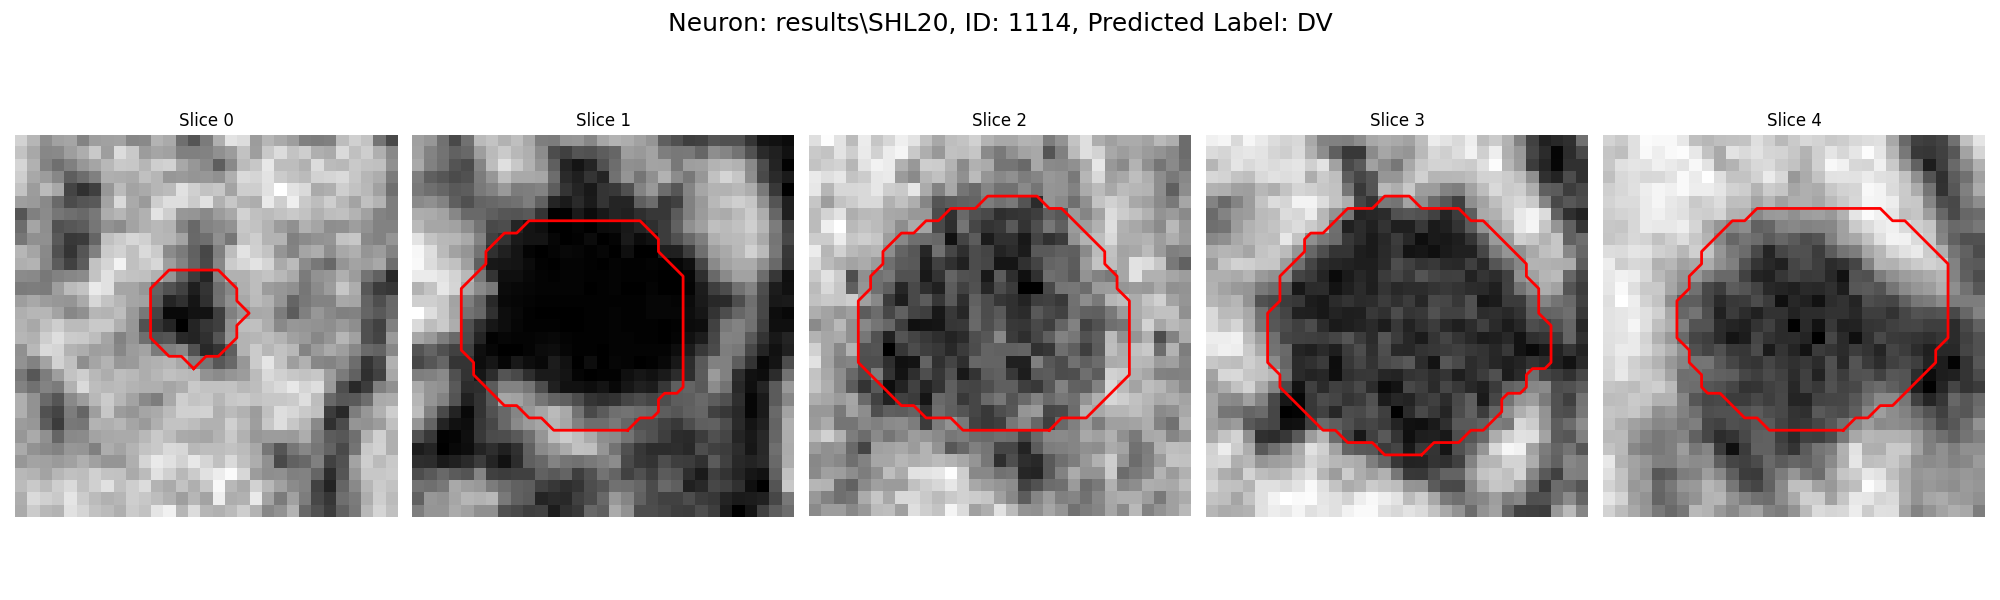 Neuron: results\SHL20, ID: 1114, Predicted Label: DV
Slice 0
Slice 1
Slice 2
Slice 3
Slice 4